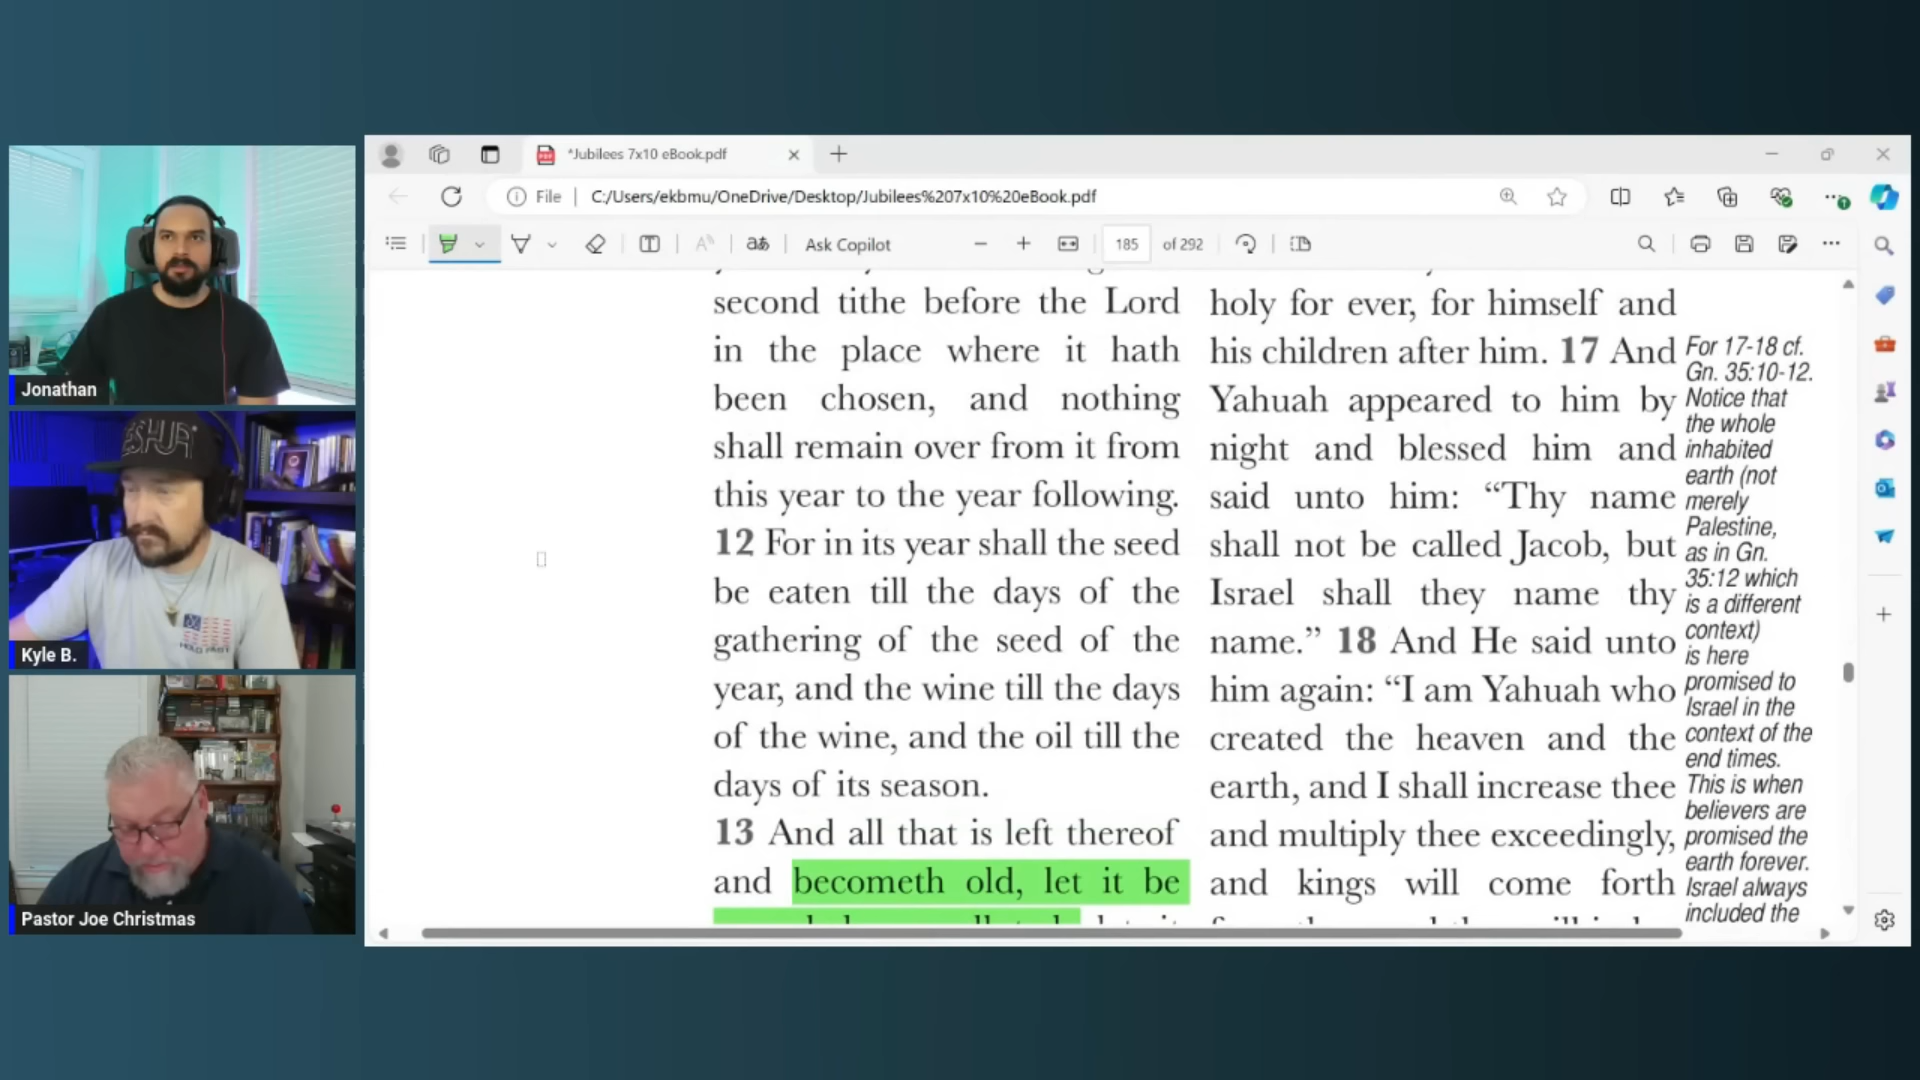 *Jubilees 7x10 eBook.pdf
File
C:/Users/ekbmu/OneDrive/Desktop/Jubilees%207x10%20eBook.pdf
Ask Copilot
185 of 292
second tithe before the Lord
in the place where it hath
been chosen, and nothing
shall remain over from it from
this year to the year following.
12 For in its year shall the seed
be eaten till the days of the
gathering of the seed of the
year, and the wine till the days
of the wine, and the oil till the
days of its season.
13 And all that is left thereof
and becometh old, let it be
holy for ever, for himself and
his children after him. 17 And
Yahuah appeared to him by
night and blessed him and
said unto him: “Thy name
shall not be called Jacob, but
Israel shall they name thy
name.” 18 And He said unto
him again: “I am Yahuah who
created the heaven and the
earth, and I shall increase thee
and multiply thee exceedingly,
and kings will come forth
For 17-18 cf.
Gn. 35:10-12.
Notice that
the whole
inhabited
earth (not
merely
Palestine,
as in Gn.
35:12 which
is a different
context)
is here
promised to
Israel in the
context of the
end times.
This is when
believers are
promised the
earth forever.
Israel always
included the
Jonathan
Kyle B.
HOLD FAST
Pastor Joe Christmas